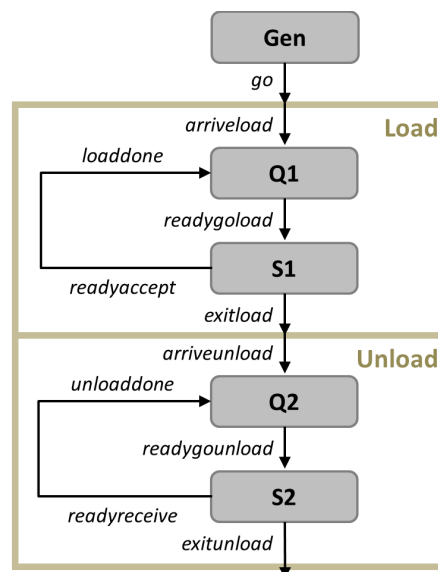 Gen
go
arriveload
Load
loaddone
Q1
readygoload
S1
readyaccept
exitload
arriveunload
Unload
unloaddone
Q2
readygounload
S2
readyreceive
exitunload